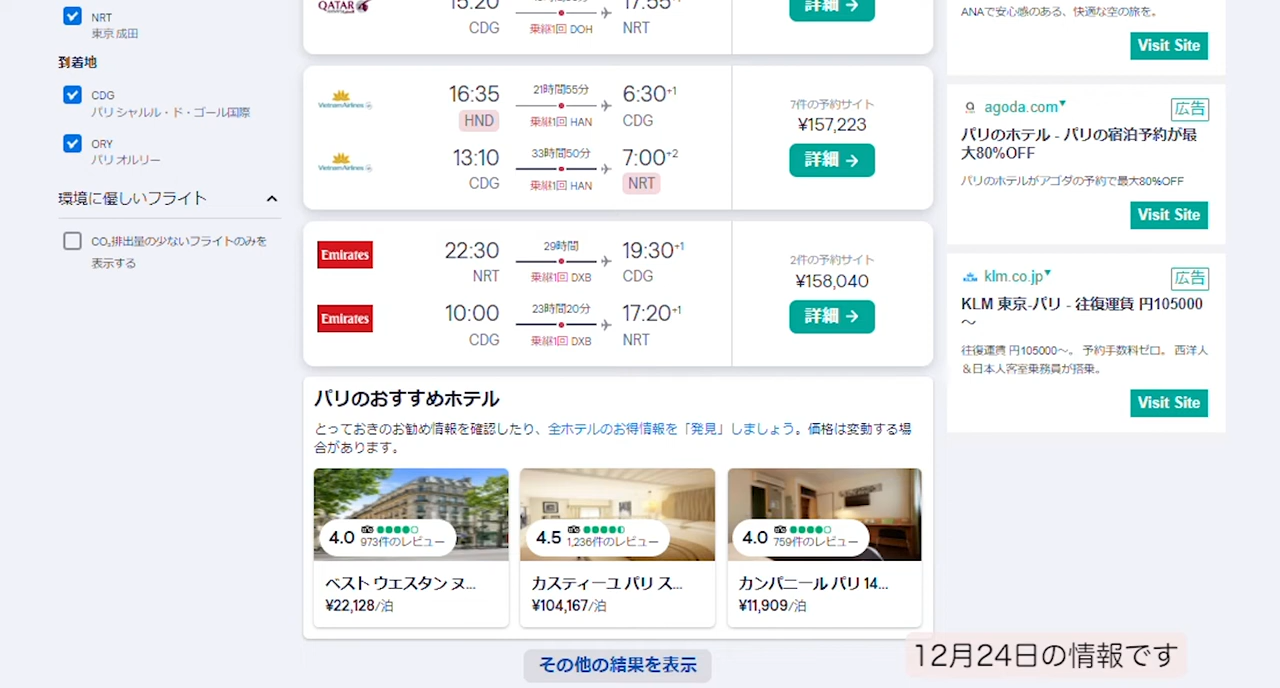 NRT
東京 成田
到着地
CDG
パリ シャルル・ド・ゴール国際
ORY
パリ オルリー
環境に優しいフライト
CO₂排出量の少ないフライトのみを
表示する
QATAR
15:20
17:55+1
CDG
乗継1回 DOH
NRT
詳細 →
VietnamAirlines
16:35
21時間55分
6:30+1
HND
乗継1回 HAN
CDG
VietnamAirlines
13:10
33時間50分
7:00+2
CDG
乗継1回 HAN
NRT
7件の予約サイト
¥157,223
詳細 →
Emirates
22:30
29時間
19:30+1
NRT
乗継1回 DXB
CDG
Emirates
10:00
23時間20分
17:20+1
CDG
乗継1回 DXB
NRT
2件の予約サイト
¥158,040
詳細 →
パリのおすすめホテル
とっておきのお勧め情報を確認したり、全ホテルのお得情報を「発見」しましょう。価格は変動する場
合があります。
4.0
973件のレビュー
ベスト ウェスタン ヌ...
¥22,128/泊
4.5
1,236件のレビュー
カスティーユ パリ ス...
¥104,167/泊
4.0
759件のレビュー
カンパニール パリ 14...
¥11,909/泊
その他の結果を表示
ANAで安心感のある、快適な空の旅を。
Visit Site
agoda.com
広告
パリのホテル - パリの宿泊予約が最
大80%OFF
パリのホテルがアゴダの予約で最大80%OFF
Visit Site
klm.co.jp
広告
KLM 東京-パリ - 往復運賃 円105000
～
往復運賃 円105000～。 予約手数料ゼロ。 西洋人
＆日本人客室乗務員が搭乗。
Visit Site
12月24日の情報です